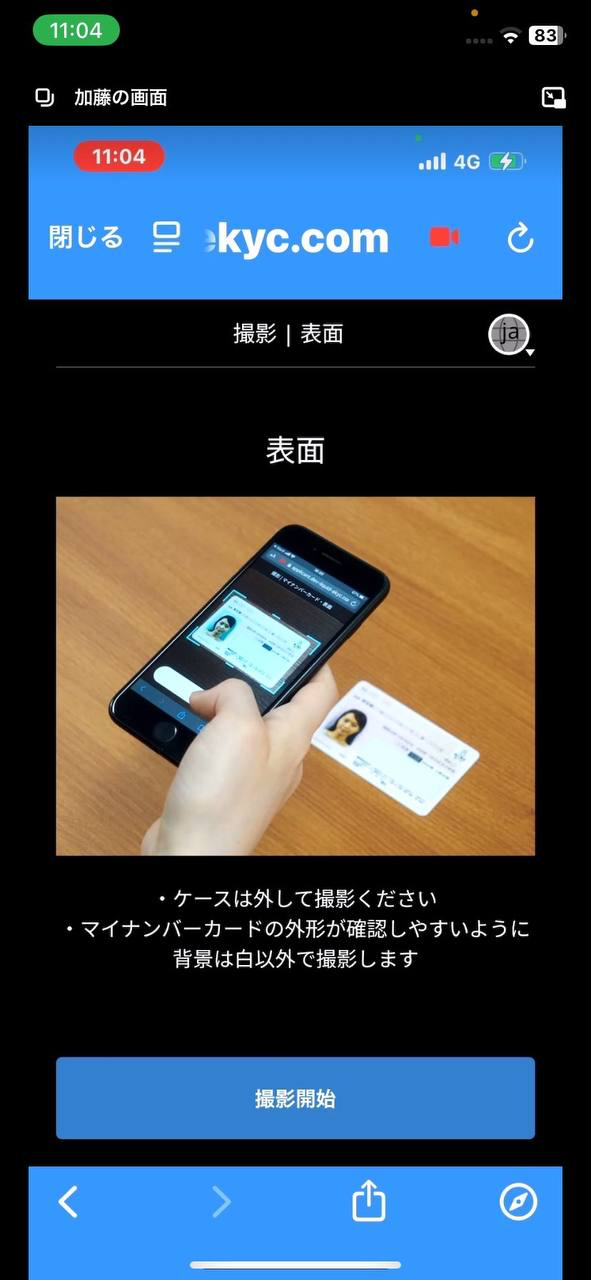 11:04
83
加藤の画面
11:04
4G
閉じる
ekyc.com
撮影 | 表面
ja
表面
・ケースは外して撮影ください
・マイナンバーカードの外形が確認しやすいように
背景は白以外で撮影します
撮影開始